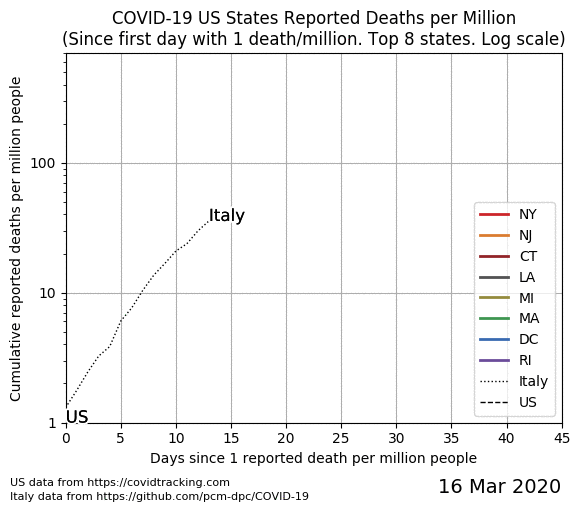 COVID-19 US States Reported Deaths per Million
(Since first day with 1 death/million. Top 8 states. Log scale)
Cumulative reported deaths per million people
100
10
1
Italy
US
NY
NJ
CT
LA
MI
MA
DC
RI
Italy
US
0 5 10 15 20 25 30 35 40 45
Days since 1 reported death per million people
US data from https://covidtracking.com
Italy data from https://github.com/pcm-dpc/COVID-19
16 Mar 2020